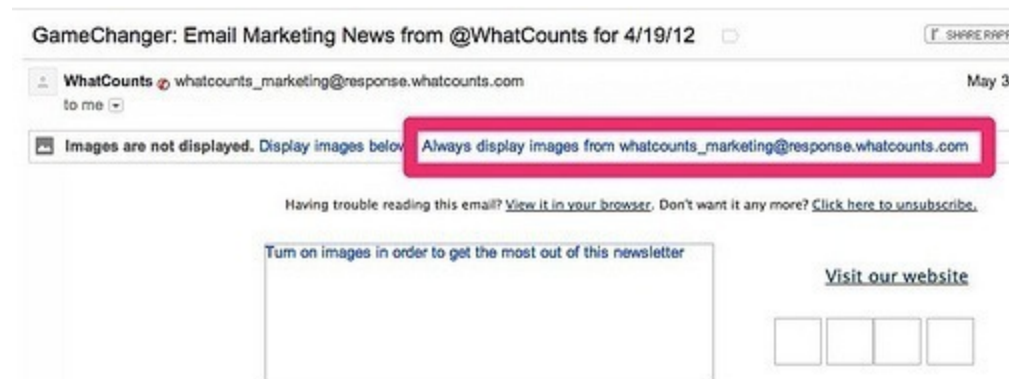 GameChanger: Email Marketing News from @WhatCounts for 4/19/12
WhatCounts whatcounts_marketing@response.whatcounts.com May 3
to me
Images are not displayed. Display images below Always display images from whatcounts_marketing@response.whatcounts.com
Having trouble reading this email? View it in your browser. Don't want it any more? Click here to unsubscribe.
Turn on images in order to get the most out of this newsletter
Visit our website